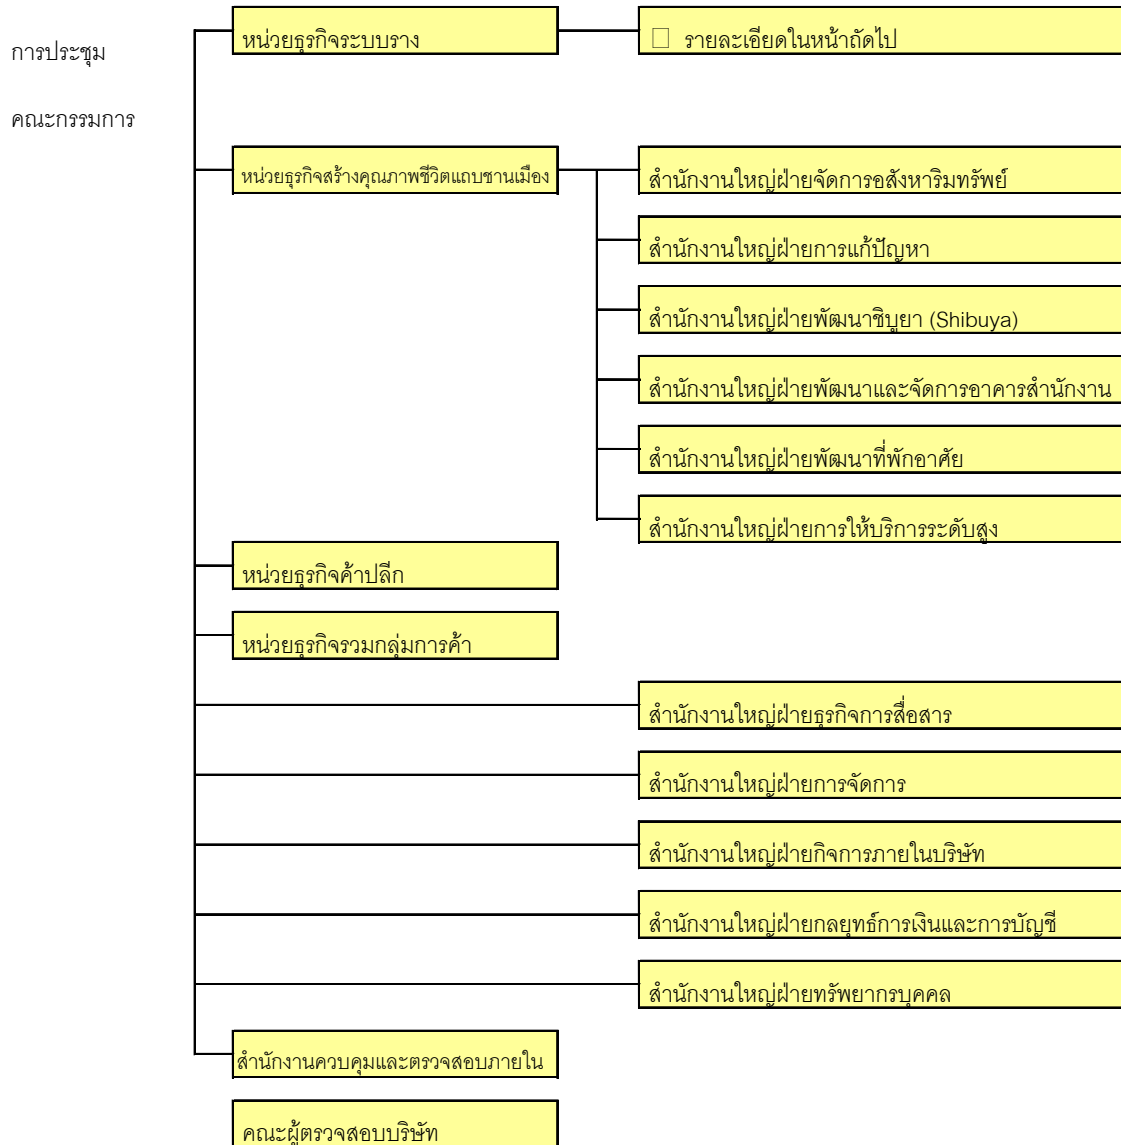 การประชุม
คณะกรรมการ
หน่วยธุรกิจระบบราง
□ รายละเอียดในหน้าถัดไป
หน่วยธุรกิจสร้างคุณภาพชีวิตแถบชานเมือง
สำนักงานใหญ่ฝ่ายจัดการอสังหาริมทรัพย์
สำนักงานใหญ่ฝ่ายการแก้ปัญหา
สำนักงานใหญ่ฝ่ายพัฒนาชิบูยา (Shibuya)
สำนักงานใหญ่ฝ่ายพัฒนาและจัดการอาคารสำนักงาน
สำนักงานใหญ่ฝ่ายพัฒนาที่พักอาศัย
สำนักงานใหญ่ฝ่ายการให้บริการระดับสูง
หน่วยธุรกิจค้าปลีก
หน่วยธุรกิจรวมกลุ่มการค้า
สำนักงานใหญ่ฝ่ายธุรกิจการสื่อสาร
สำนักงานใหญ่ฝ่ายการจัดการ
สำนักงานใหญ่ฝ่ายกิจการภายในบริษัท
สำนักงานใหญ่ฝ่ายกลยุทธ์การเงินและการบัญชี
สำนักงานใหญ่ฝ่ายทรัพยากรบุคคล
สำนักงานควบคุมและตรวจสอบภายใน
คณะผู้ตรวจสอบบริษัท